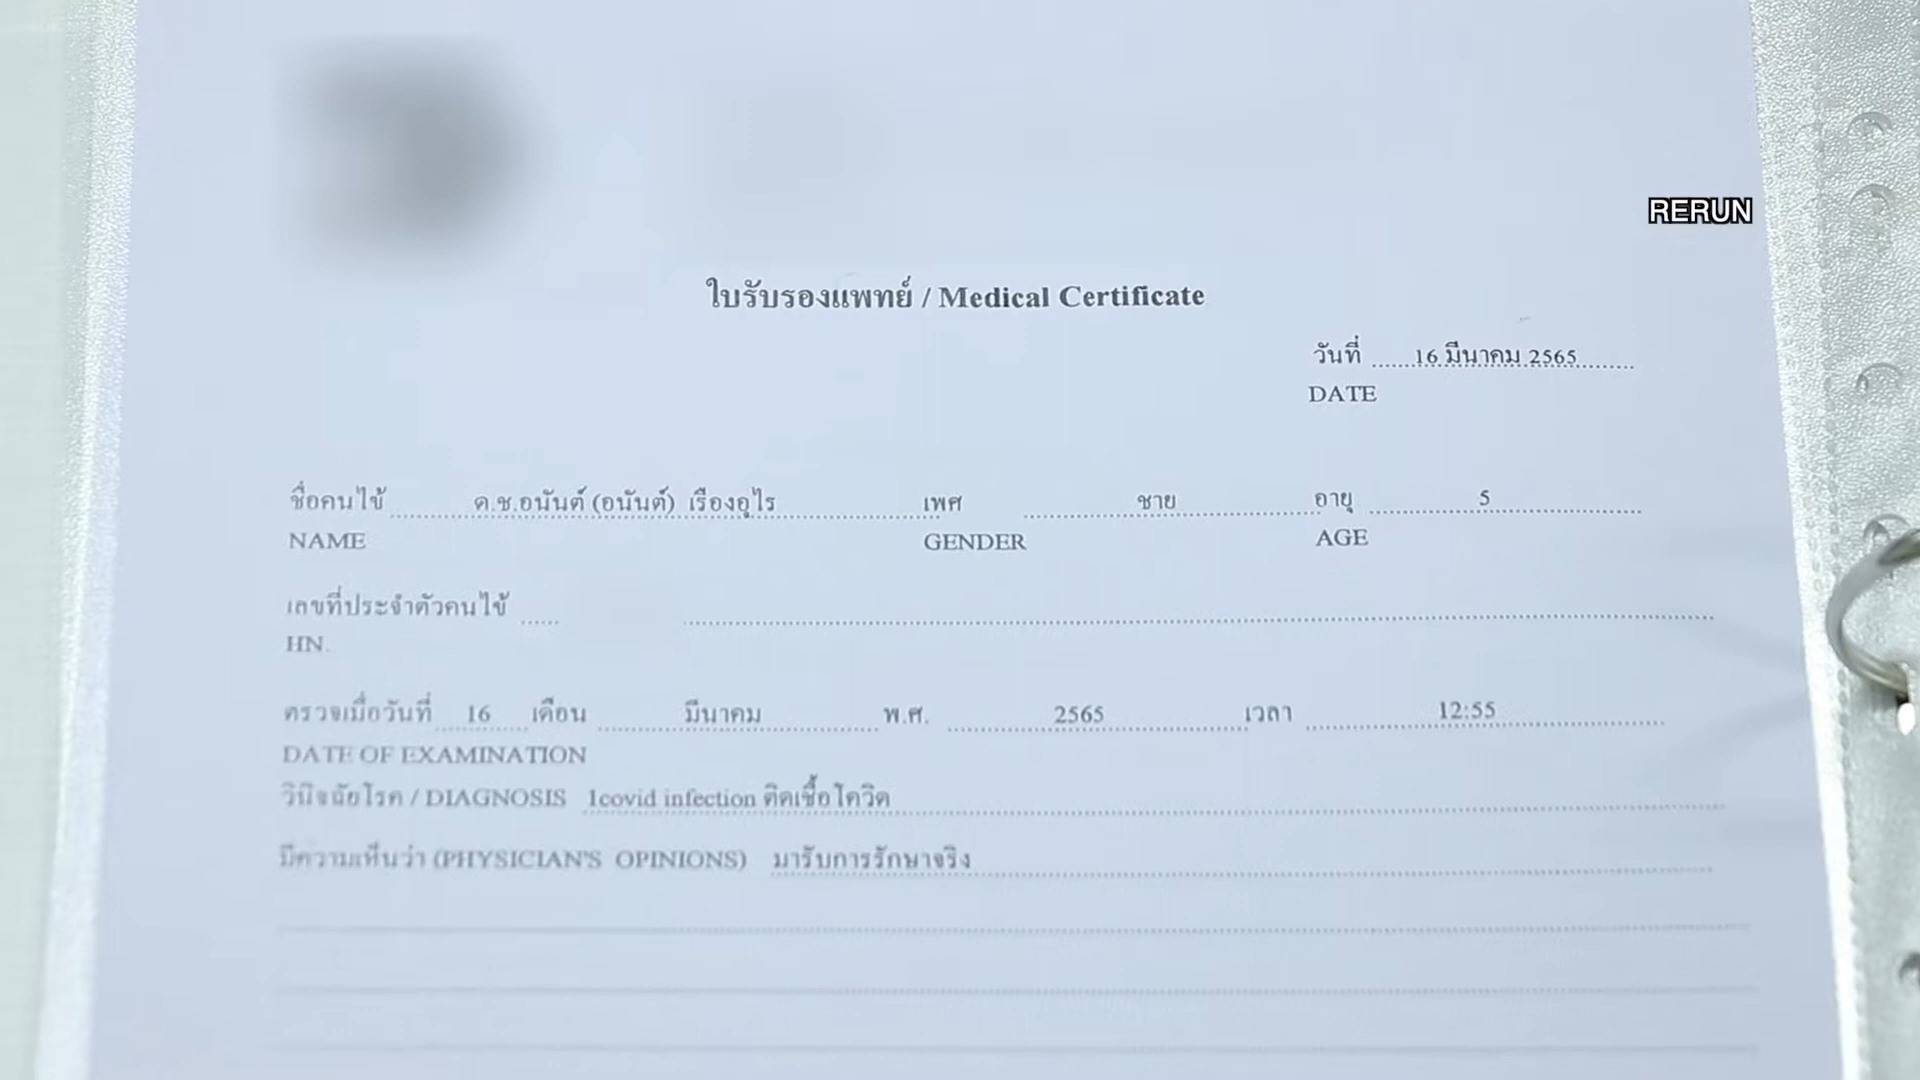 RERUN
ใบรับรองแพทย์ / Medical Certificate
วันที่ 16 มีนาคม 2565
DATE
ชื่อคนไข้ ด.ช.อนันต์ (อนันต์) เรืองอุไร เพศ ชาย อายุ 5
NAME GENDER AGE
เลขที่ประจำตัวคนไข้
HN.
ตรวจเมื่อวันที่ 16 เดือน มีนาคม พ.ศ. 2565 เวลา 12:55
DATE OF EXAMINATION
วินิจฉัยโรค / DIAGNOSIS 1covid infection ติดเชื้อโควิด
มีความเห็นว่า (PHYSICIAN'S OPINIONS) มารับการรักษาจริง